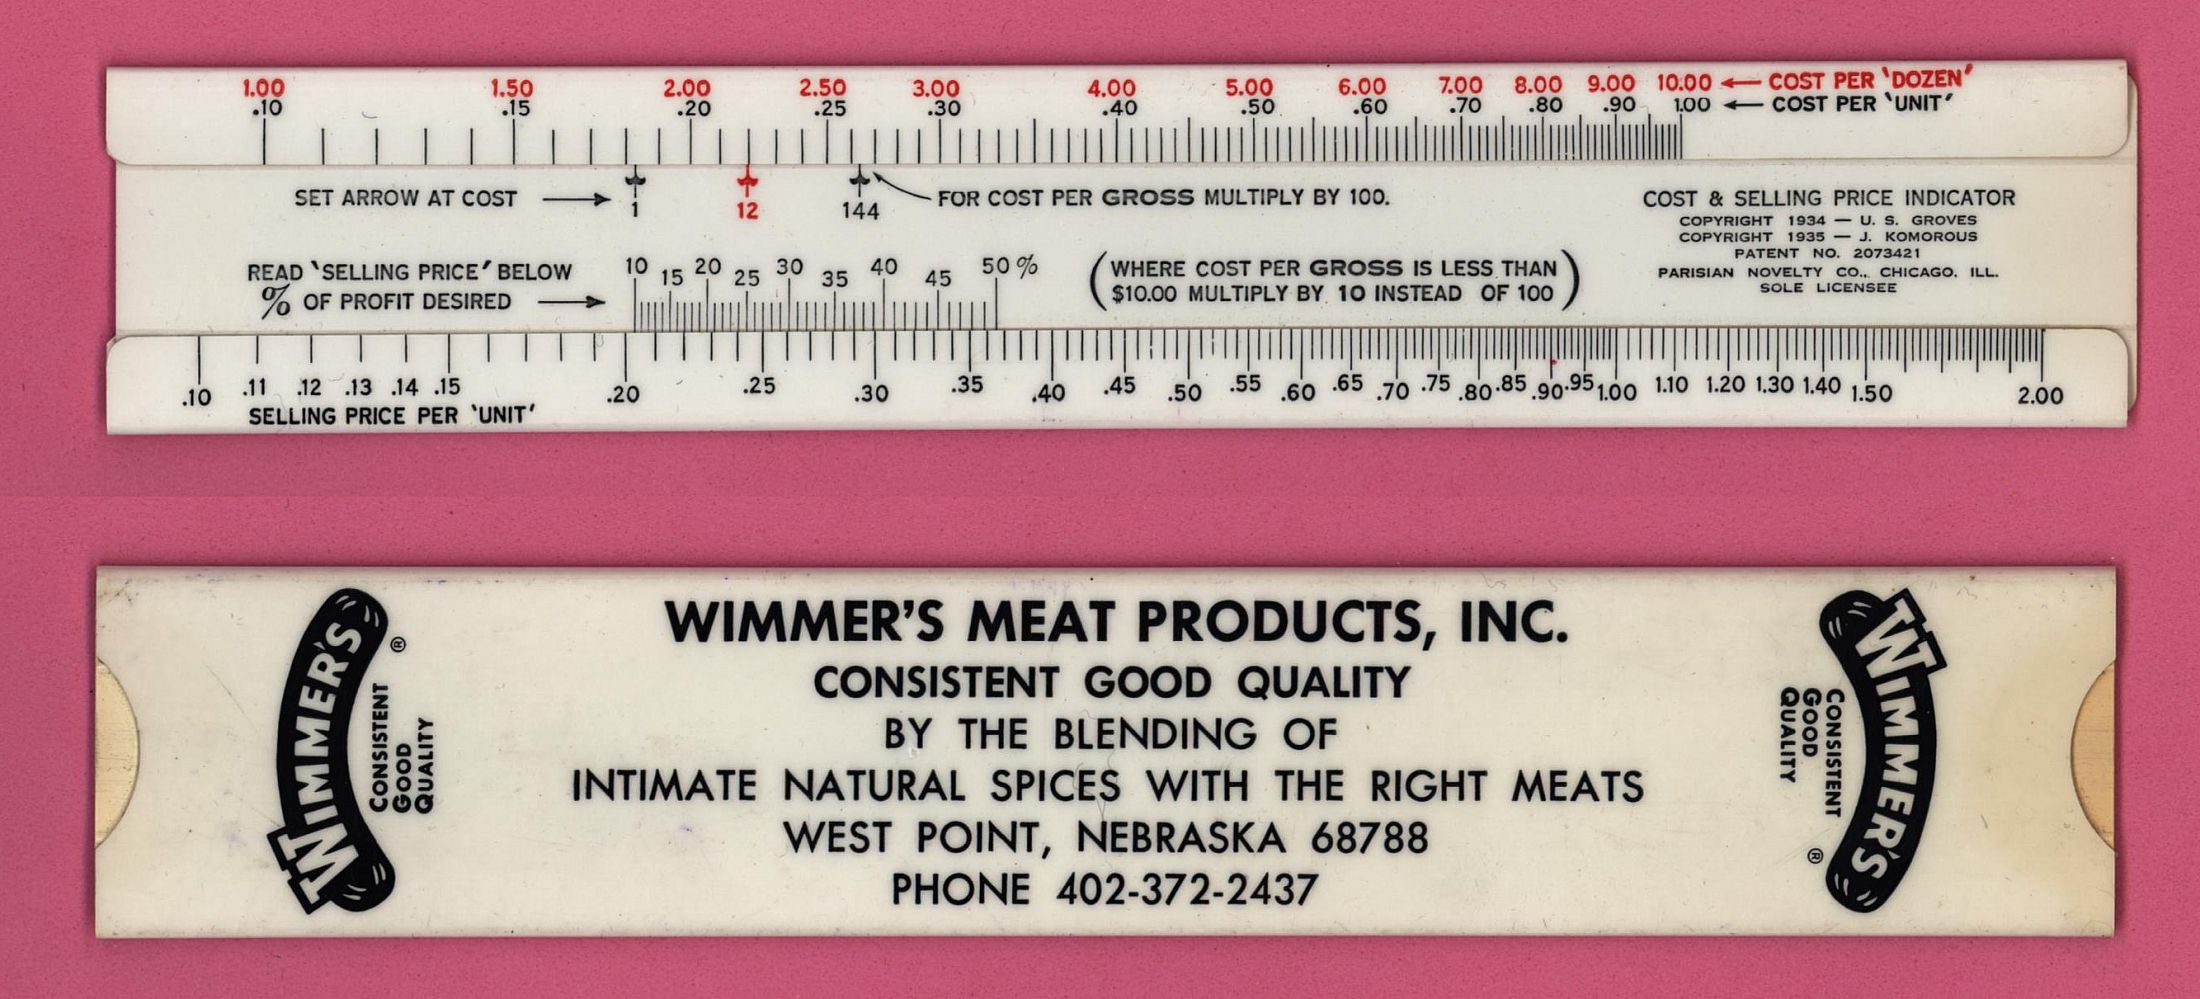 1.00 1.50 2.00 2.50 3.00 4.00 5.00 6.00 7.00 8.00 9.00 10.00 ← COST PER 'DOZEN'
.10 .15 .20 .25 .30 .40 .50 .60 .70 .80 .90 1.00 ← COST PER 'UNIT'
SET ARROW AT COST → 1 12 144 FOR COST PER GROSS MULTIPLY BY 100.
COST & SELLING PRICE INDICATOR
COPYRIGHT 1934 — U. S. GROVES
COPYRIGHT 1935 — J. KOMOROUS
PATENT NO. 2073421
PARISIAN NOVELTY CO., CHICAGO, ILL.
SOLE LICENSEE
READ 'SELLING PRICE' BELOW
% OF PROFIT DESIRED →
10 15 20 25 30 35 40 45 50 %
(WHERE COST PER GROSS IS LESS THAN
$10.00 MULTIPLY BY 10 INSTEAD OF 100)
.10 .11 .12 .13 .14 .15 .20 .25 .30 .35 .40 .45 .50 .55 .60 .65 .70 .75 .80 .85 .90 .95 1.00 1.10 1.20 1.30 1.40 1.50 2.00
SELLING PRICE PER 'UNIT'
WIMMER'S ®
CONSISTENT
GOOD
QUALITY
WIMMER'S MEAT PRODUCTS, INC.
CONSISTENT GOOD QUALITY
BY THE BLENDING OF
INTIMATE NATURAL SPICES WITH THE RIGHT MEATS
WEST POINT, NEBRASKA 68788
PHONE 402-372-2437
WIMMER'S ®
CONSISTENT
GOOD
QUALITY